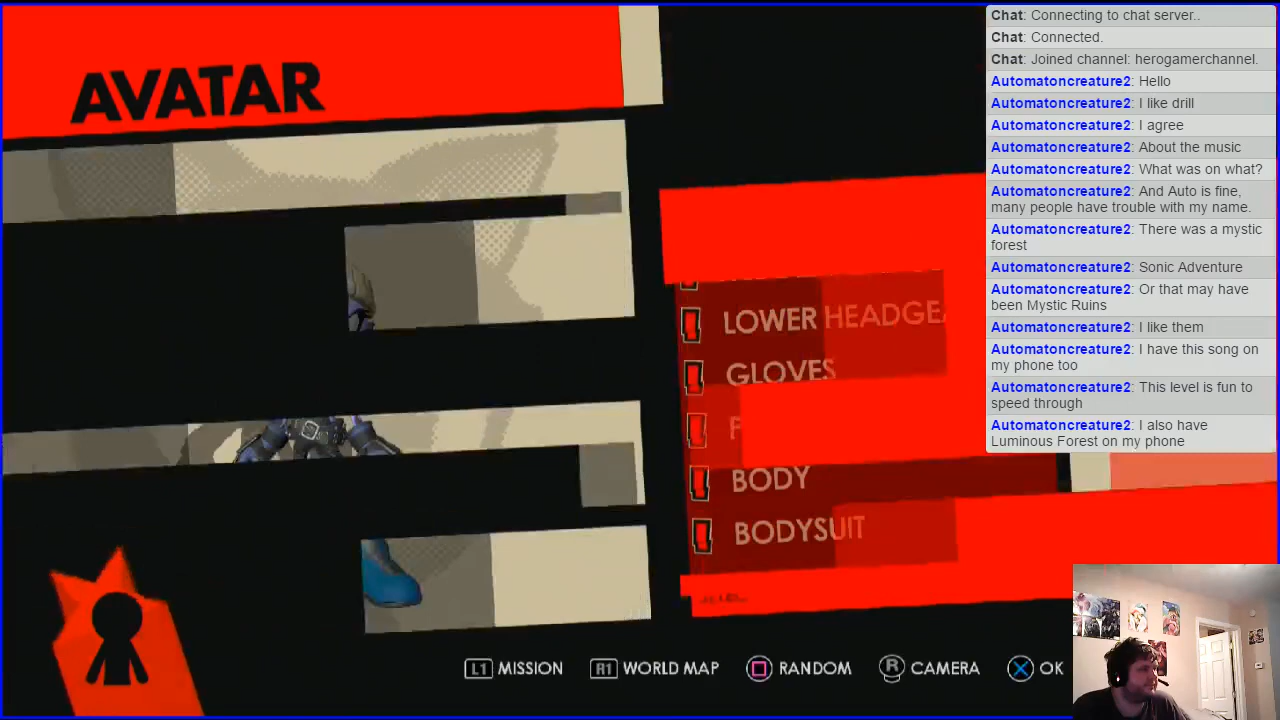 AVATAR
LOWER HEADGEA
GLOVES
F
BODY
BODYSUIT
L1 MISSION
R1 WORLD MAP
RANDOM
R CAMERA
OK
Chat: Connecting to chat server..
Chat: Connected.
Chat: Joined channel: herogamerchannel.
Automatoncreature2: Hello
Automatoncreature2: I like drill
Automatoncreature2: I agree
Automatoncreature2: About the music
Automatoncreature2: What was on what?
Automatoncreature2: And Auto is fine,
many people have trouble with my name.
Automatoncreature2: There was a mystic
forest
Automatoncreature2: Sonic Adventure
Automatoncreature2: Or that may have
been Mystic Ruins
Automatoncreature2: I like them
Automatoncreature2: I have this song on
my phone too
Automatoncreature2: This level is fun to
speed through
Automatoncreature2: I also have
Luminous Forest on my phone